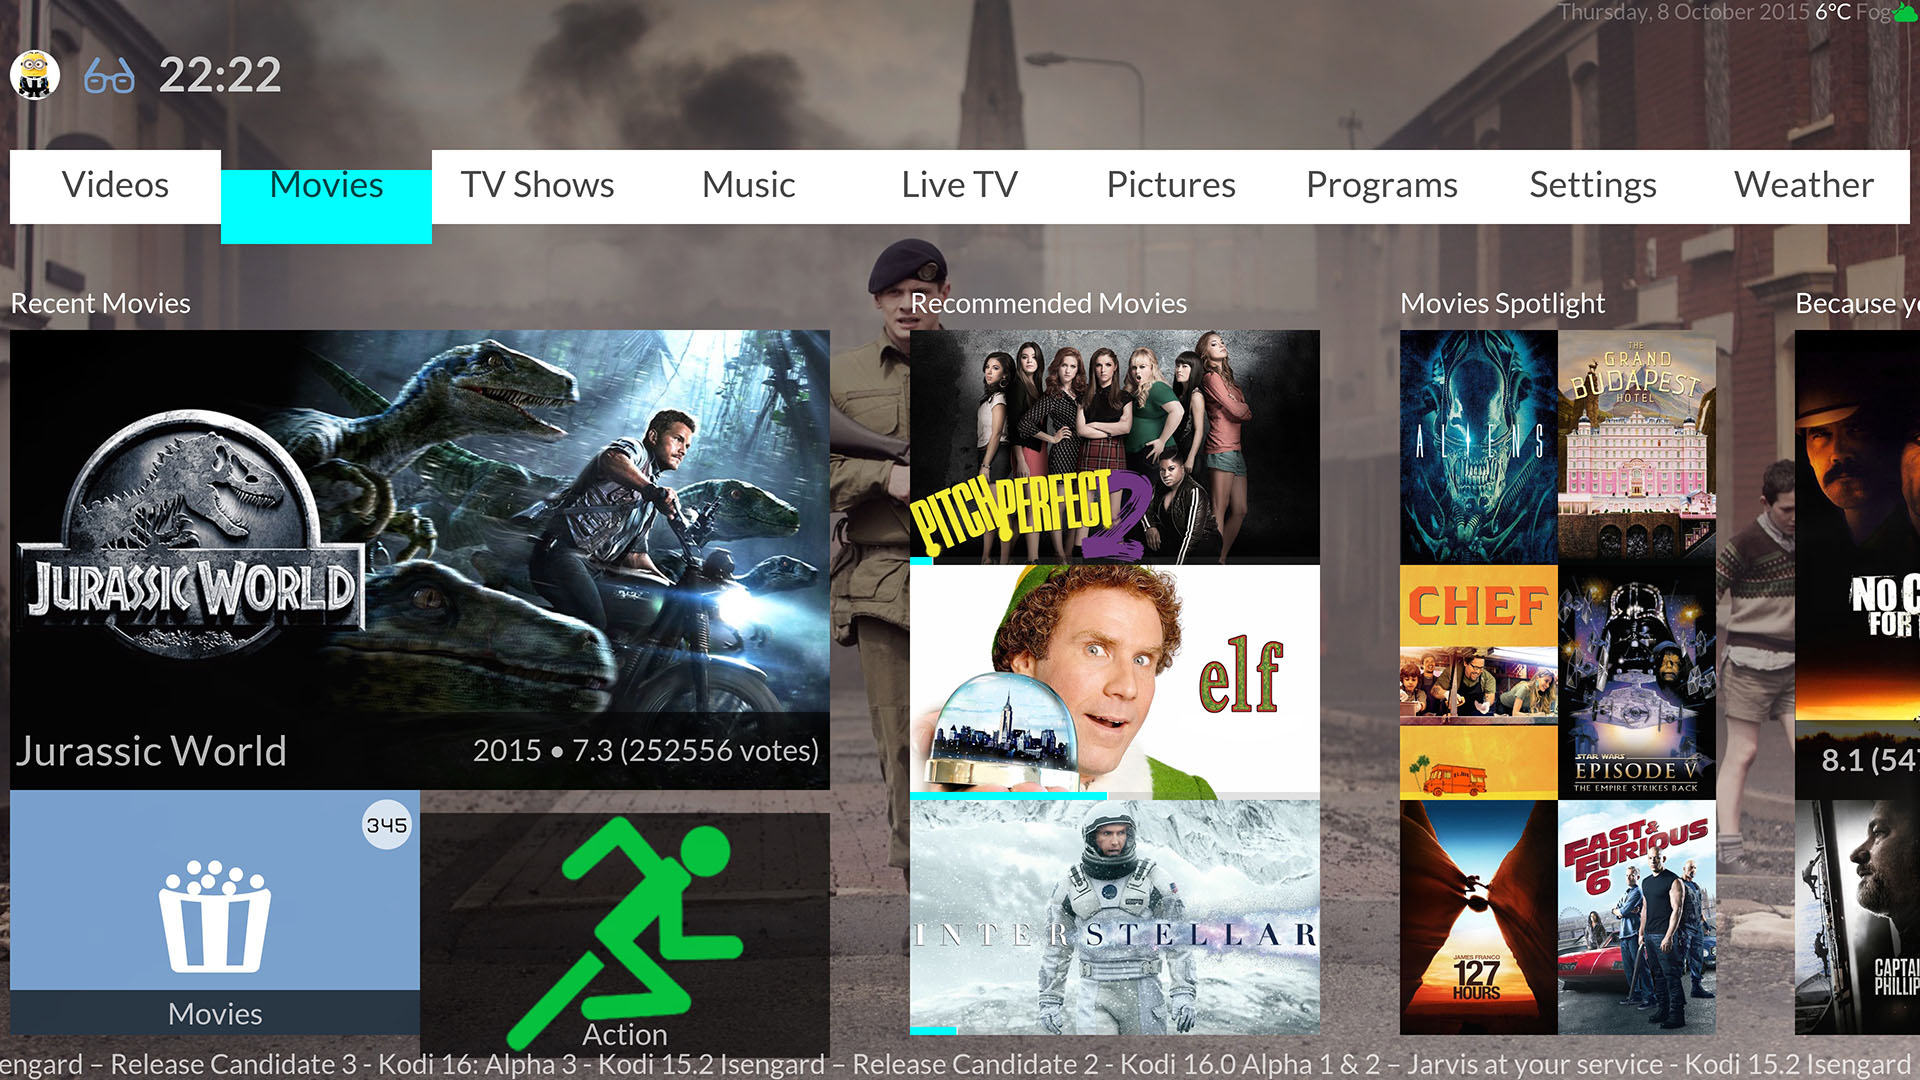 Thursday, 8 October 2015 6°C Fog
22:22
Videos
Movies
TV Shows
Music
Live TV
Pictures
Programs
Settings
Weather
Recent Movies
JURASSIC WORLD
Jurassic World
2015 • 7.3 (252556 votes)
345
Movies
Action
Recommended Movies
PITCH PERFECT 2
elf
INTERSTELLAR
Movies Spotlight
ALIENS
THE
GRAND
BUDAPEST
HOTEL
CHEF
STAR WARS
EPISODE V
THE EMPIRE STRIKES BACK
JAMES FRANCO
127
HOURS
FAST &
FURIOUS
6
Because y
NO C
FOR
8.1 (547
CAPTAI
PHILLIP
sengard – Release Candidate 3 - Kodi 16: Alpha 3 - Kodi 15.2 Isengard – Release Candidate 2 - Kodi 16.0 Alpha 1 & 2 – Jarvis at your service - Kodi 15.2 Isengard